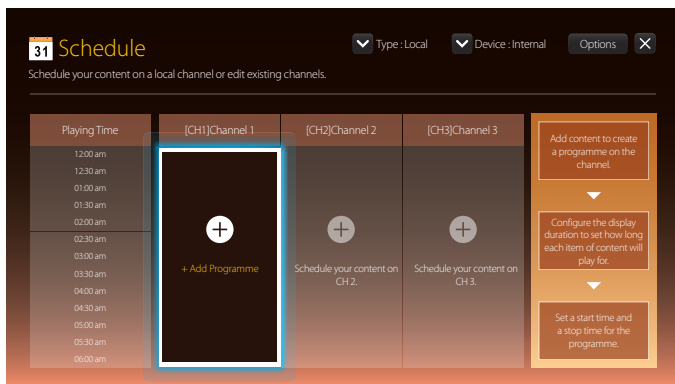 31 Schedule
Type : Local
Device : Internal
Options
Schedule your content on a local channel or edit existing channels.
Playing Time
[CH1]Channel 1
[CH2]Channel 2
[CH3]Channel 3
12:00 am
12:30 am
01:00 am
01:30 am
02:00 am
02:30 am
03:00 am
03:30 am
04:00 am
04:30 am
05:00 am
05:30 am
06:00 am
+ Add Programme
Schedule your content on
CH 2.
Schedule your content on
CH 3.
Add content to create
a programme on the
channel.
Configure the display
duration to set how long
each item of content will
play for.
Set a start time and
a stop time for the
programme.